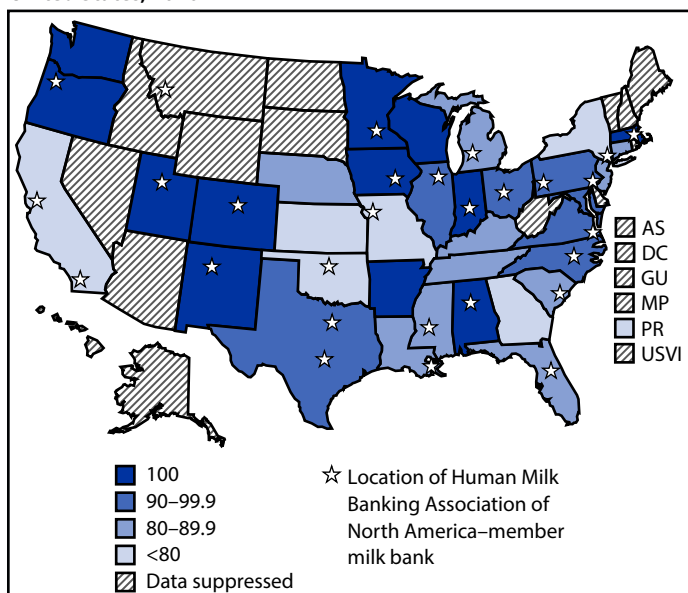 AS
DC
GU
MP
PR
USVI
100
90–99.9
80–89.9
<80
Data suppressed
Location of Human Milk
Banking Association of
North America–member
milk bank